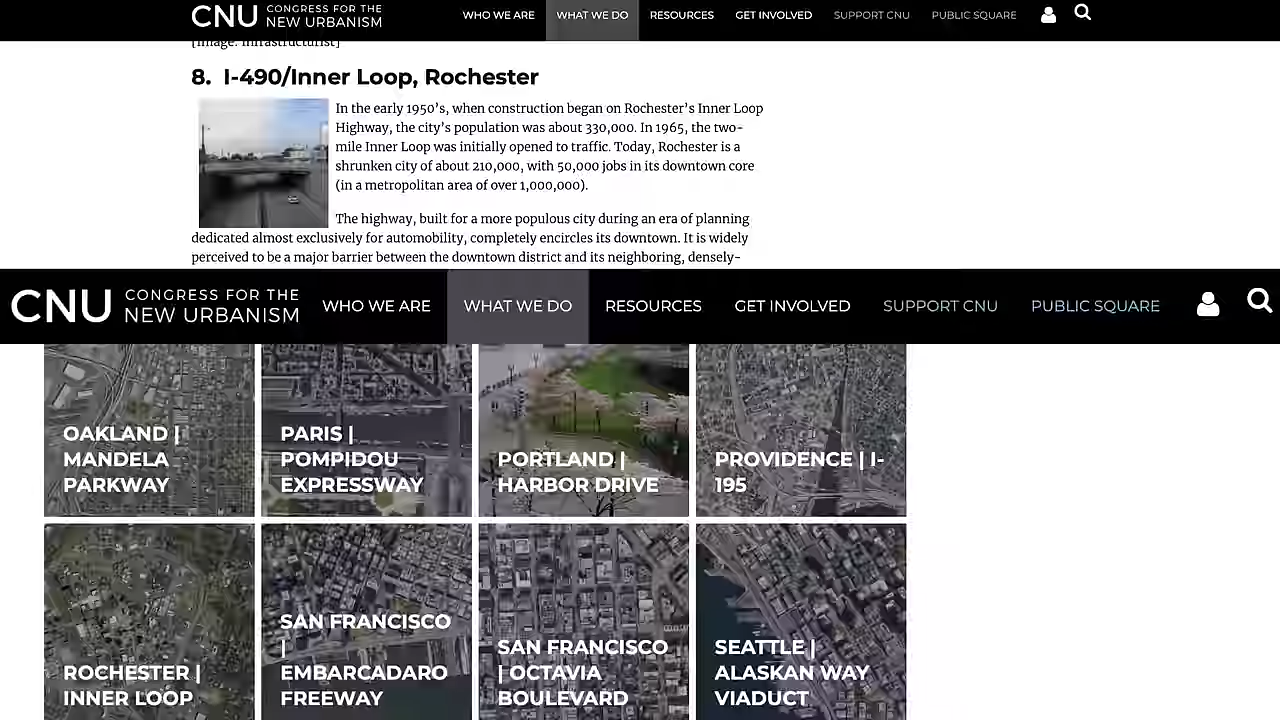 CNU CONGRESS FOR THE NEW URBANISM
WHO WE ARE WHAT WE DO RESOURCES GET INVOLVED SUPPORT CNU PUBLIC SQUARE
[Image: Infrastructurist]
8. I-490/Inner Loop, Rochester
In the early 1950's, when construction began on Rochester's Inner Loop
Highway, the city's population was about 330,000. In 1965, the two-
mile Inner Loop was initially opened to traffic. Today, Rochester is a
shrunken city of about 210,000, with 50,000 jobs in its downtown core
(in a metropolitan area of over 1,000,000).
The highway, built for a more populous city during an era of planning
dedicated almost exclusively for automobility, completely encircles its downtown. It is widely
perceived to be a major barrier between the downtown district and its neighboring, densely-
CNU CONGRESS FOR THE NEW URBANISM
WHO WE ARE WHAT WE DO RESOURCES GET INVOLVED SUPPORT CNU PUBLIC SQUARE
OAKLAND |
MANDELA
PARKWAY
PARIS |
POMPIDOU
EXPRESSWAY
PORTLAND |
HARBOR DRIVE
PROVIDENCE | I-
195
ROCHESTER |
INNER LOOP
SAN FRANCISCO
|
EMBARCADARO
FREEWAY
SAN FRANCISCO
| OCTAVIA
BOULEVARD
SEATTLE |
ALASKAN WAY
VIADUCT